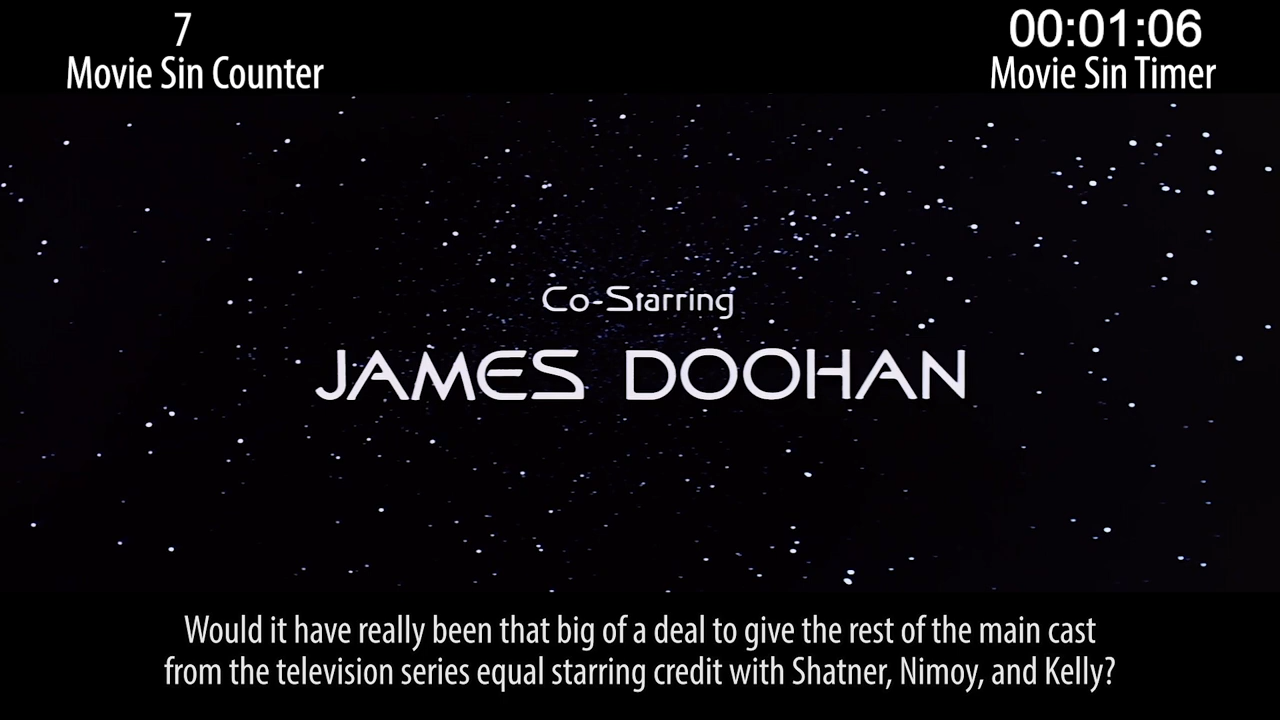 7
Movie Sin Counter
00:01:06
Movie Sin Timer
Co-Starring
JAMES DOOHAN
Would it have really been that big of a deal to give the rest of the main cast
from the television series equal starring credit with Shatner, Nimoy, and Kelly?